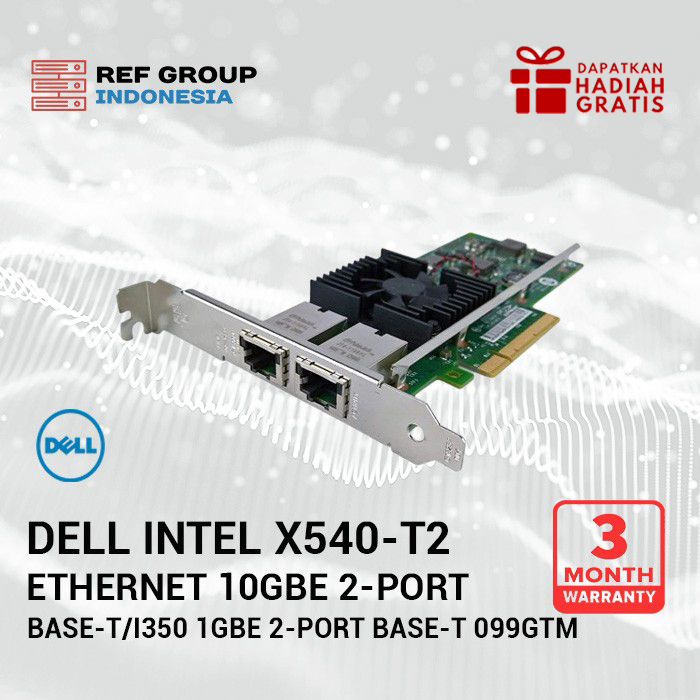 REF GROUP
INDONESIA
DAPATKAN
HADIAH
GRATIS
DELL
DELL INTEL X540-T2
ETHERNET 10GBE 2-PORT
BASE-T/I350 1GBE 2-PORT BASE-T 099GTM
3
MONTH
WARRANTY